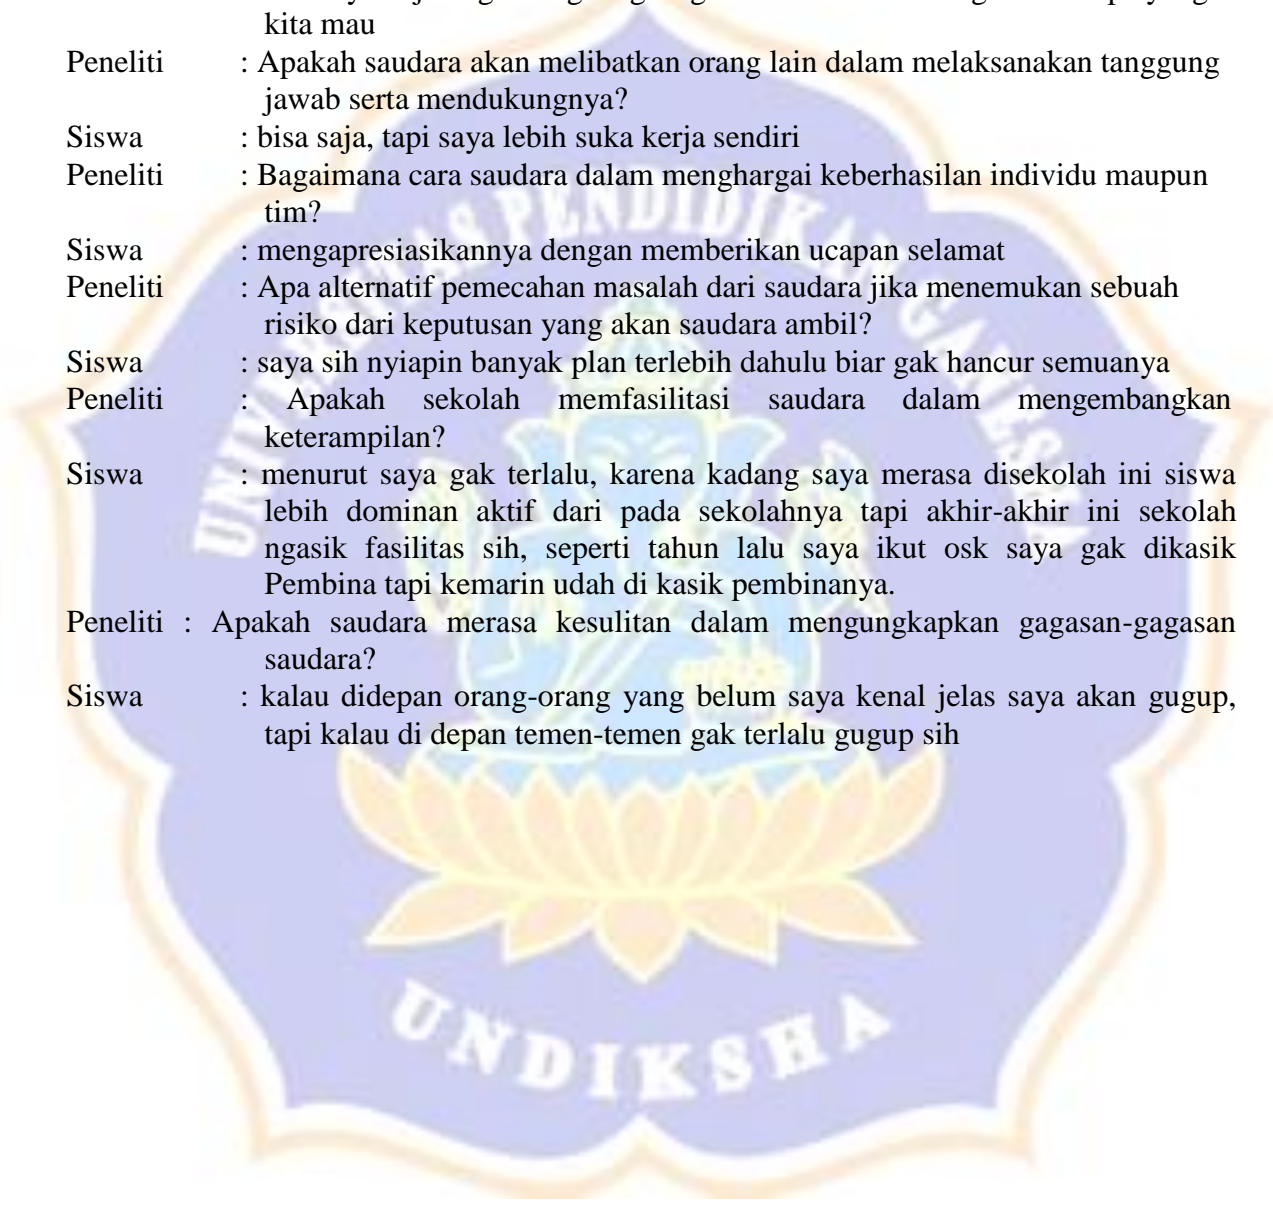 kita mau
Peneliti : Apakah saudara akan melibatkan orang lain dalam melaksanakan tanggung
jawab serta mendukungnya?
Siswa : bisa saja, tapi saya lebih suka kerja sendiri
Peneliti : Bagaimana cara saudara dalam menghargai keberhasilan individu maupun
tim?
Siswa : mengapresiasikannya dengan memberikan ucapan selamat
Peneliti : Apa alternatif pemecahan masalah dari saudara jika menemukan sebuah
risiko dari keputusan yang akan saudara ambil?
Siswa : saya sih nyiapin banyak plan terlebih dahulu biar gak hancur semuanya
Peneliti : Apakah sekolah memfasilitasi saudara dalam mengembangkan
keterampilan?
Siswa : menurut saya gak terlalu, karena kadang saya merasa disekolah ini siswa
lebih dominan aktif dari pada sekolahnya tapi akhir-akhir ini sekolah
ngasik fasilitas sih, seperti tahun lalu saya ikut osk saya gak dikasik
Pembina tapi kemarin udah di kasik pembinanya.
Peneliti : Apakah saudara merasa kesulitan dalam mengungkapkan gagasan-gagasan
saudara?
Siswa : kalau didepan orang-orang yang belum saya kenal jelas saya akan gugup,
tapi kalau di depan temen-temen gak terlalu gugup sih
UNIVERSITAS PENDIDIKAN GANESHA
UNDIKSHA